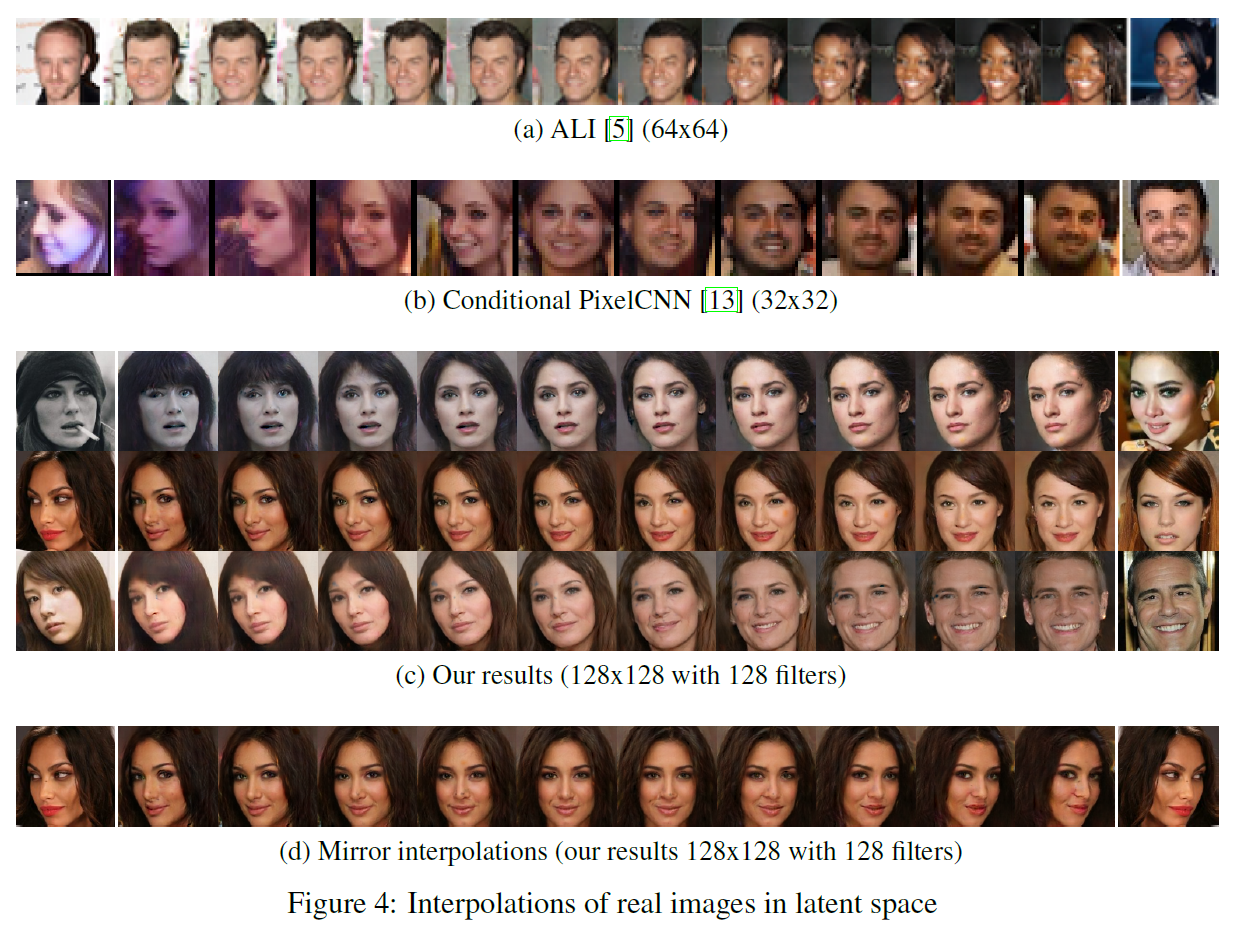 (a) ALI [5] (64x64)
(b) Conditional PixelCNN [13] (32x32)
(c) Our results (128x128 with 128 filters)
(d) Mirror interpolations (our results 128x128 with 128 filters)
Figure 4: Interpolations of real images in latent space